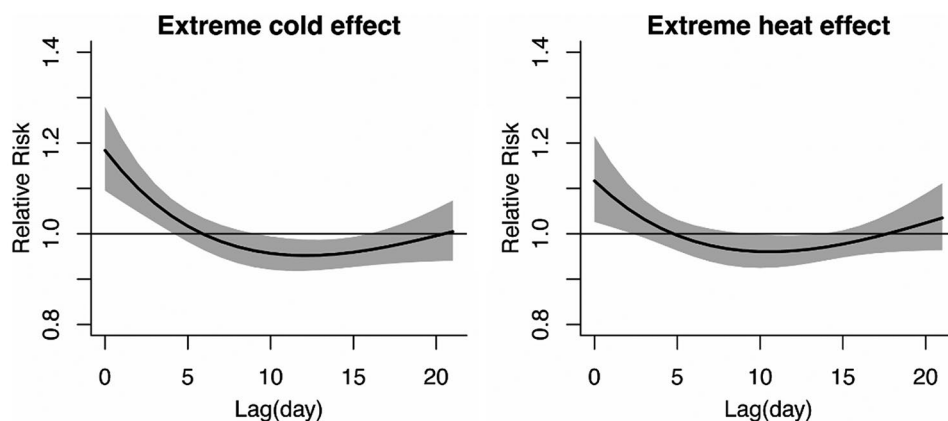 Extreme cold effect
Relative Risk
1.4
1.2
1.0
0.8
0 5 10 15 20
Lag(day)
Extreme heat effect
Relative Risk
1.4
1.2
1.0
0.8
0 5 10 15 20
Lag(day)